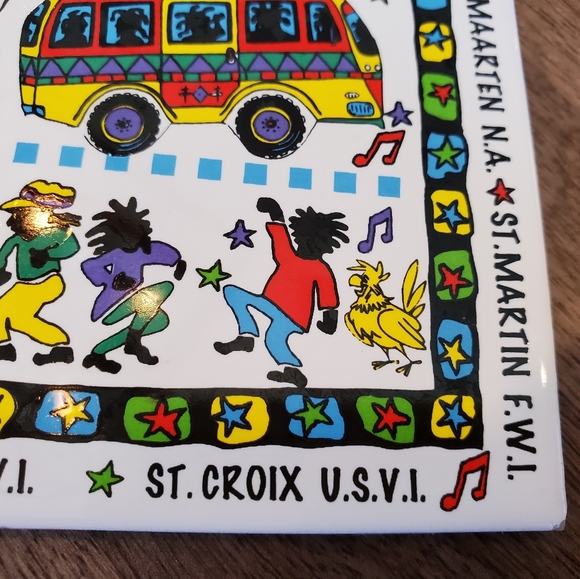 MAARTEN N.A. ST. MARTIN F.W.I.
V.I. ST. CROIX U.S.V.I.